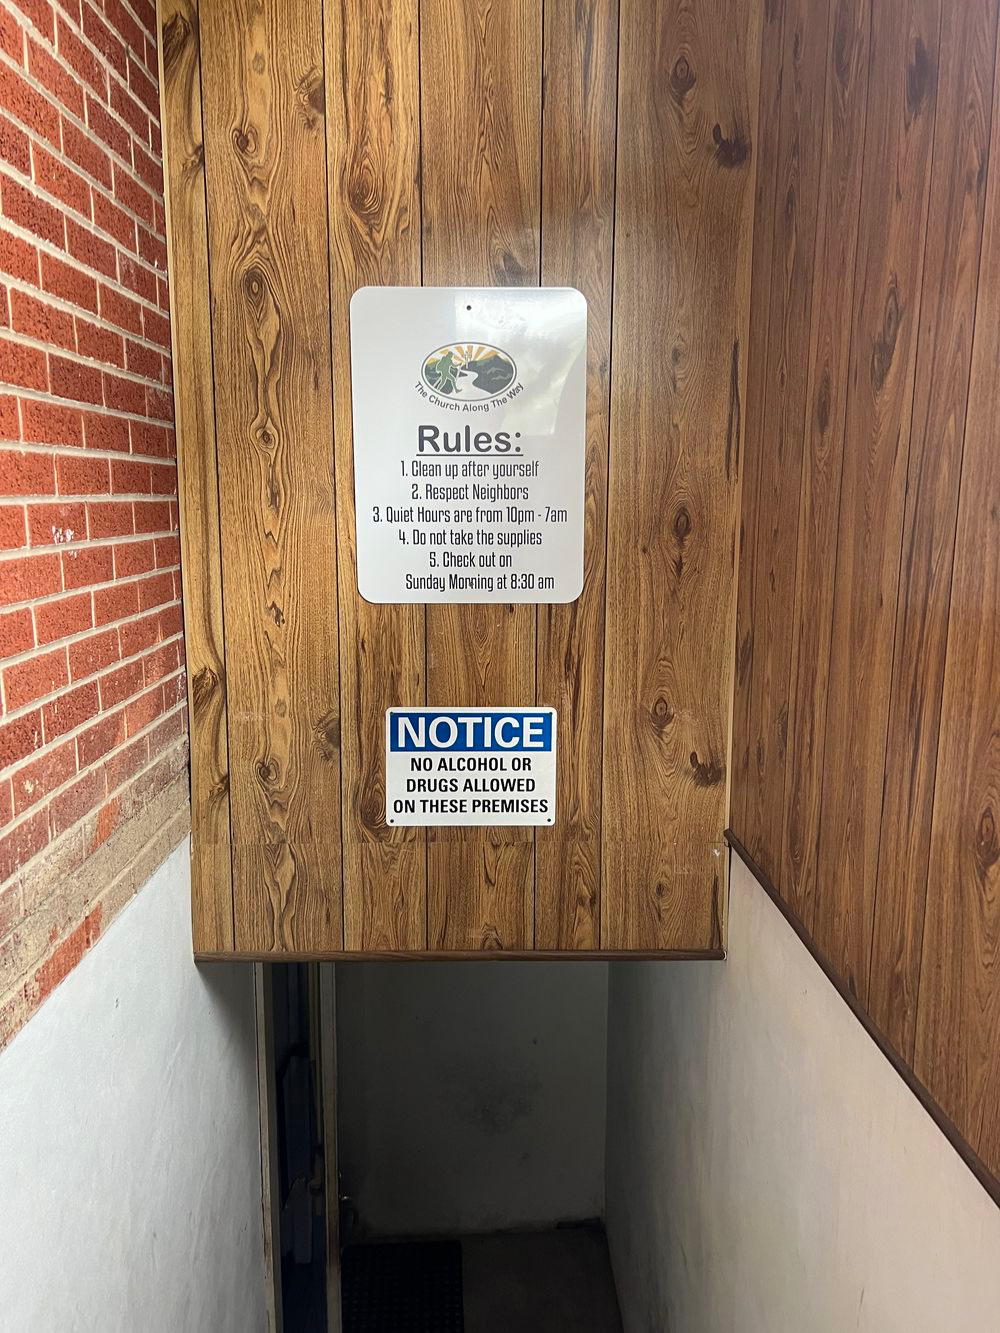 The Church Along The Way
Rules:
1. Clean up after yourself
2. Respect Neighbors
3. Quiet Hours are from 10pm - 7am
4. Do not take the supplies
5. Check out on
Sunday Morning at 8:30 am
NOTICE
NO ALCOHOL OR
DRUGS ALLOWED
ON THESE PREMISES